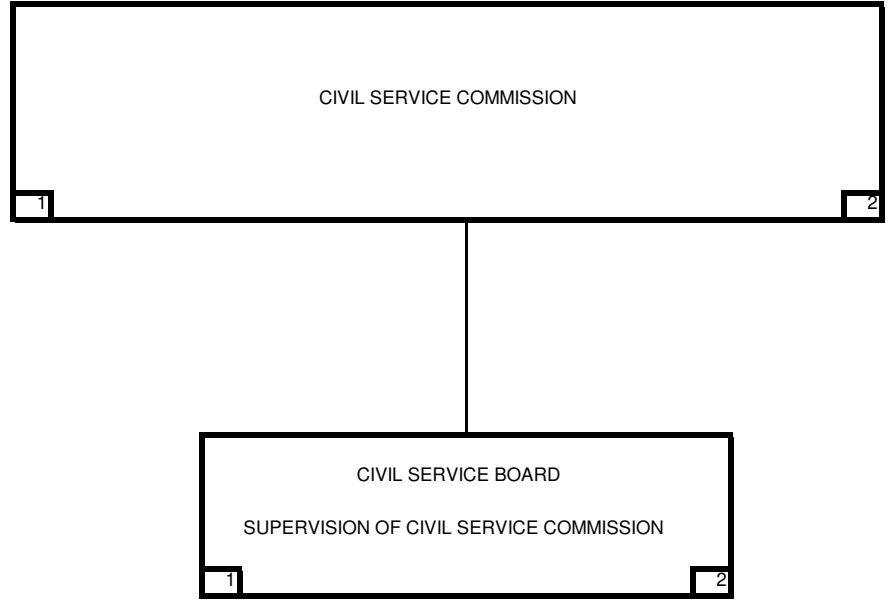 CIVIL SERVICE COMMISSION
1 2
CIVIL SERVICE BOARD
SUPERVISION OF CIVIL SERVICE COMMISSION
1 2